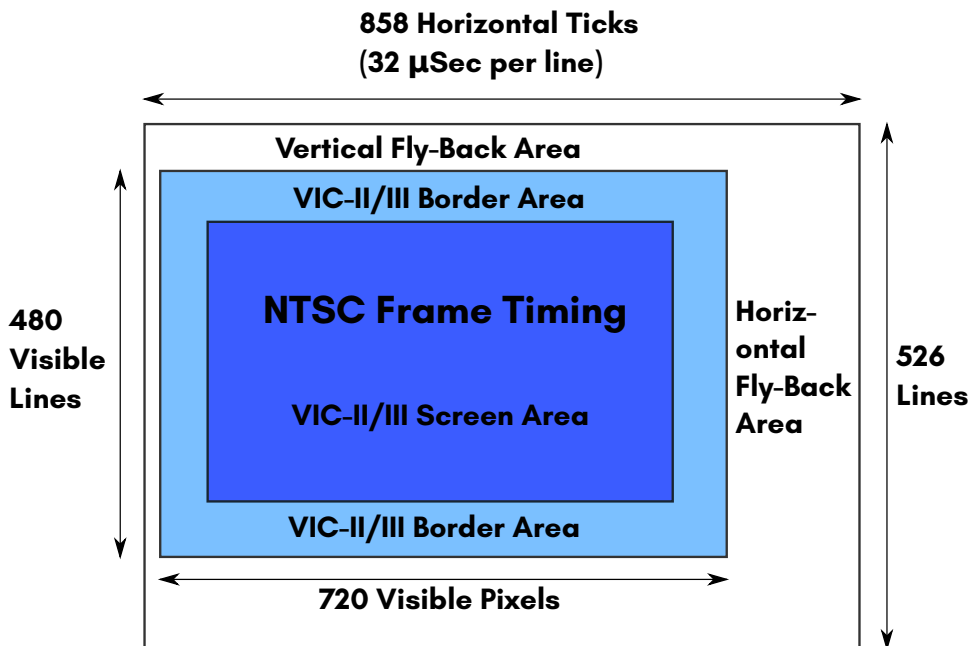 858 Horizontal Ticks
(32 µSec per line)
Vertical Fly-Back Area
VIC-II/III Border Area
NTSC Frame Timing
480
Visible
Lines
Horiz-
ontal
Fly-Back
Area
526
Lines
VIC-II/III Screen Area
VIC-II/III Border Area
720 Visible Pixels